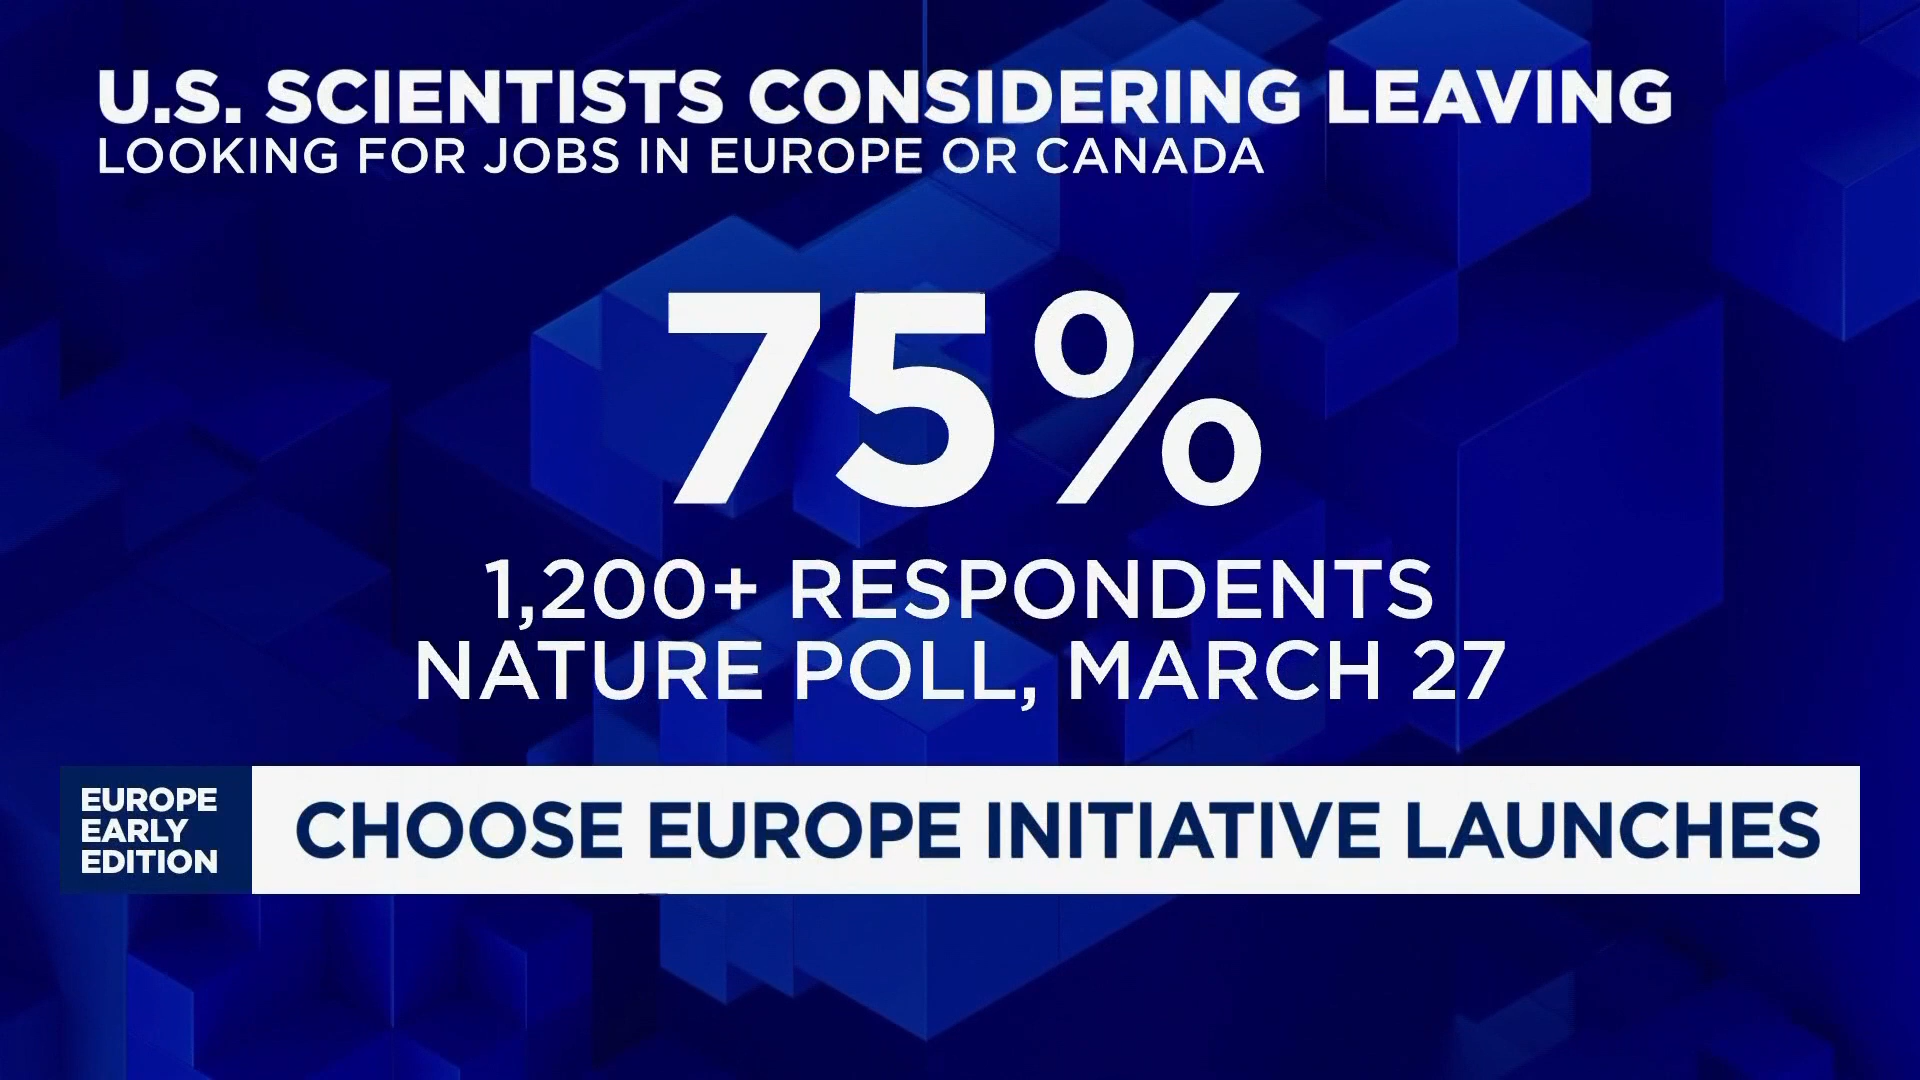 U.S. SCIENTISTS CONSIDERING LEAVING
LOOKING FOR JOBS IN EUROPE OR CANADA
75%
1,200+ RESPONDENTS
NATURE POLL, MARCH 27
EUROPE
EARLY
EDITION
CHOOSE EUROPE INITIATIVE LAUNCHES